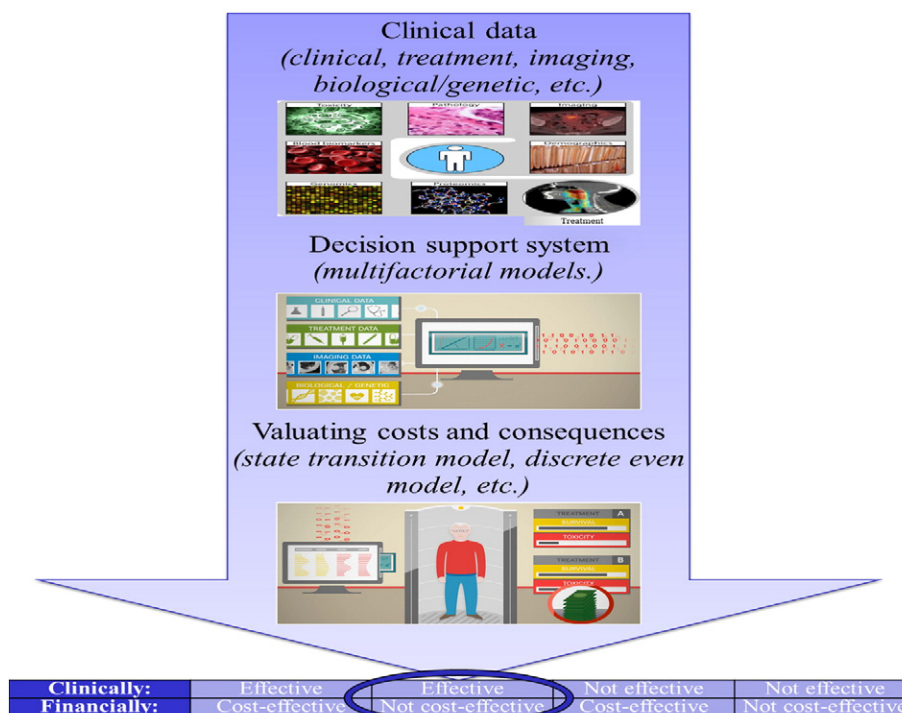 Clinical data
(clinical, treatment, imaging,
biological/genetic, etc.)
Toxicity Pathology Imaging
Blood biomarkers Demographics
Genomics Proteomics
Treatment
Decision support system
(multifactorial models.)
CLINICAL DATA
TREATMENT DATA
IMAGING DATA
BIOLOGICAL / GENETIC
Valuating costs and consequences
(state transition model, discrete even
model, etc.)
TREATMENT A
SURVIVAL
TOXICITY
TREATMENT B
SURVIVAL
TOXICITY
Clinically: Effective Effective Not effective Not effective
Financially: Cost-effective Not cost-effective Cost-effective Not cost-effective